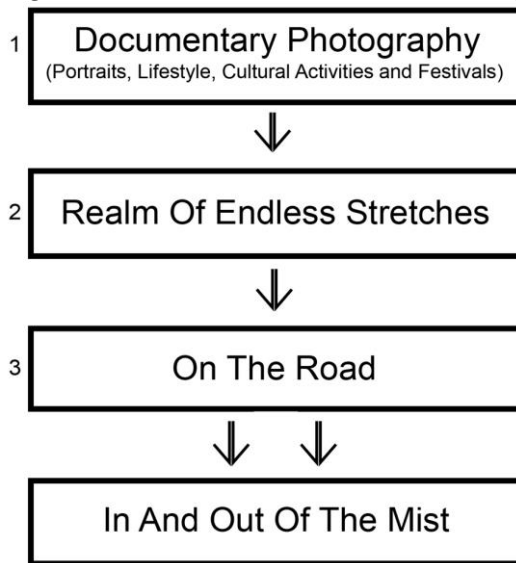 1
Documentary Photography
(Portraits, Lifestyle, Cultural Activities and Festivals)
2
Realm Of Endless Stretches
3
On The Road
In And Out Of The Mist